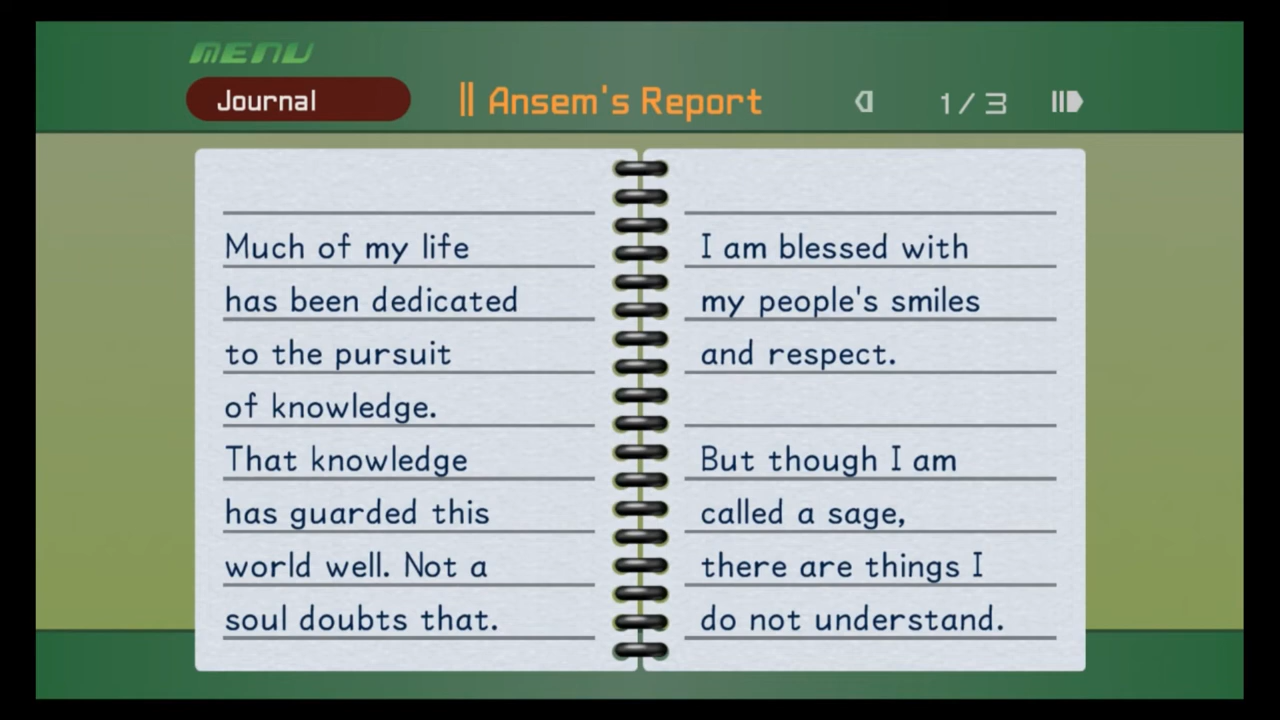 MENU
Journal
Ansem's Report
1/3
Much of my life
has been dedicated
to the pursuit
of knowledge.
That knowledge
has guarded this
world well. Not a
soul doubts that.
I am blessed with
my people's smiles
and respect.
But though I am
called a sage,
there are things I
do not understand.